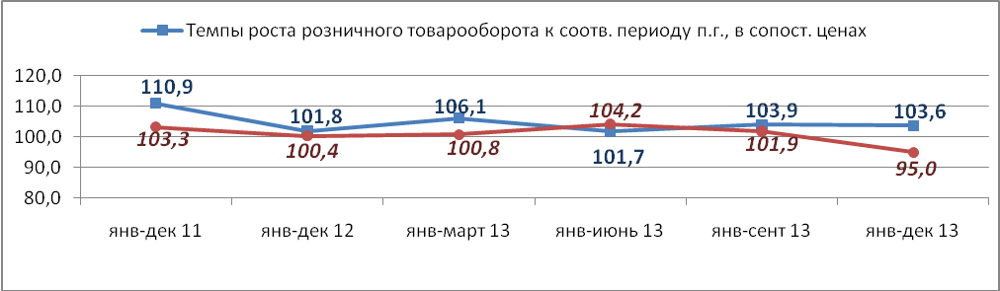 Темпы роста розничного товарооборота к соотв. периоду п.г., в сопост. ценах
120,0
110,0
100,0
90,0
80,0
110,9
101,8
106,1
104,2
103,9
103,6
103,3
100,4
100,8
101,7
101,9
95,0
янв-дек 11
янв-дек 12
янв-март 13
янв-июнь 13
янв-сент 13
янв-дек 13